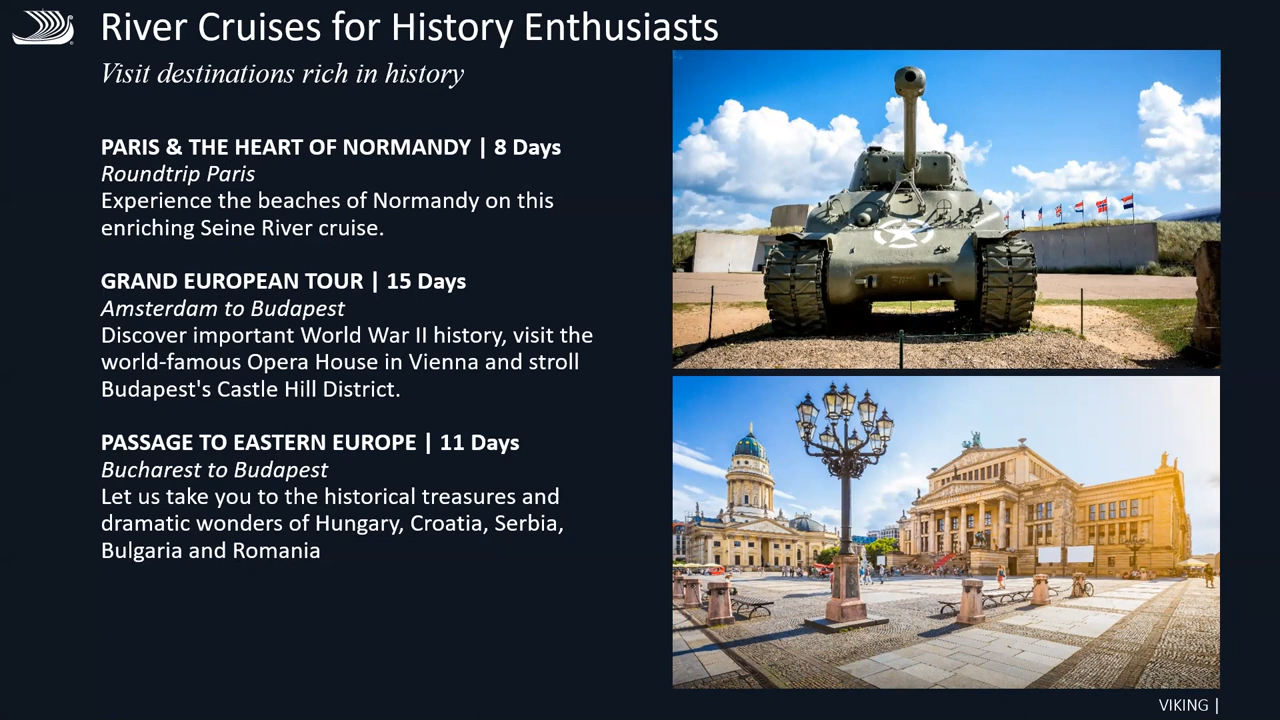 River Cruises for History Enthusiasts
Visit destinations rich in history
PARIS & THE HEART OF NORMANDY | 8 Days
Roundtrip Paris
Experience the beaches of Normandy on this
enriching Seine River cruise.
GRAND EUROPEAN TOUR | 15 Days
Amsterdam to Budapest
Discover important World War II history, visit the
world-famous Opera House in Vienna and stroll
Budapest's Castle Hill District.
PASSAGE TO EASTERN EUROPE | 11 Days
Bucharest to Budapest
Let us take you to the historical treasures and
dramatic wonders of Hungary, Croatia, Serbia,
Bulgaria and Romania
VIKING |